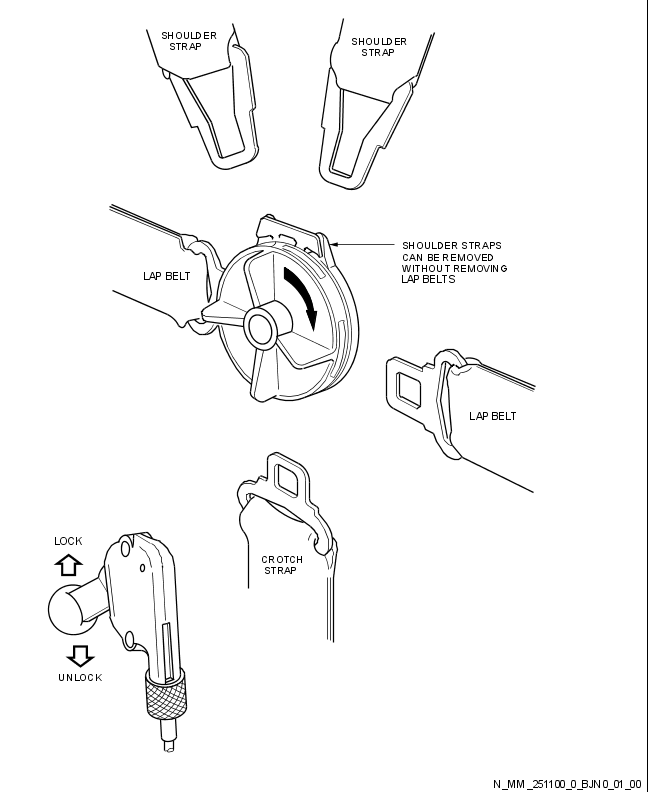 SHOULDER
STRAP
SHOULDER
STRAP
SHOULDER STRAPS
CAN BE REMOVED
WITHOUT REMOVING
LAP BELTS
LAP BELT
LAP BELT
CROTCH
STRAP
LOCK
UNLOCK
N_MM_251100_0_BJN0_01_00